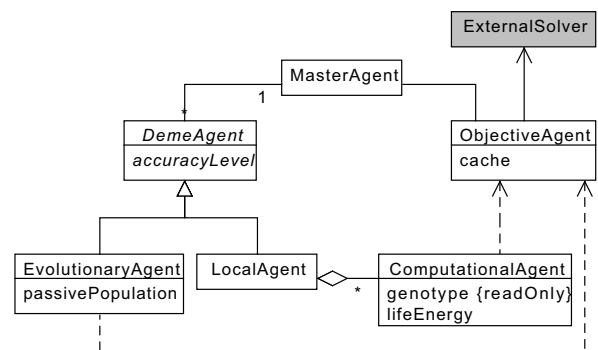 ExternalSolver
MasterAgent
1
*
DemeAgent
accuracyLevel
ObjectiveAgent
cache
EvolutionaryAgent
passivePopulation
LocalAgent
*
ComputationalAgent
genotype {readOnly}
lifeEnergy